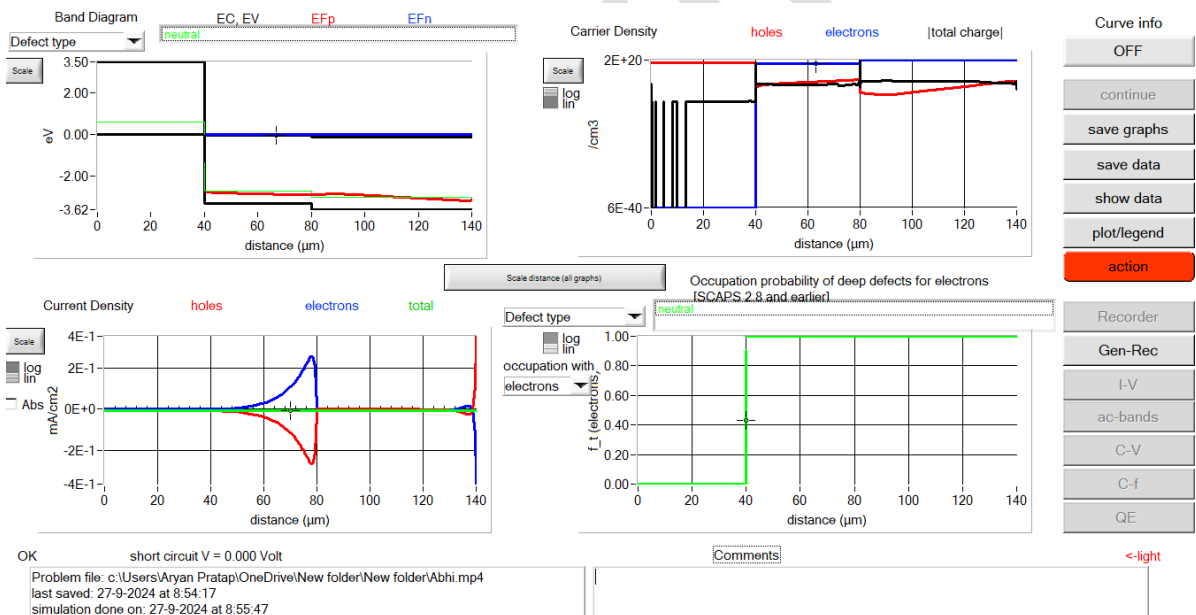 Band Diagram EC, EV EFp EFn
Defect type neutral
Scale
3.50
2.00
0.00
-2.00
-3.62
eV
0 20 40 60 80 100 120 140
distance (µm)
Carrier Density holes electrons |total charge|
Scale
log
lin
2E+20
/cm3
6E-40
0 20 40 60 80 100 120 140
distance (µm)
Curve info
OFF
continue
save graphs
save data
show data
plot/legend
action
Scale distance (all graphs)
Current Density holes electrons total
Scale
log
lin
Abs
4E-1
2E-1
0E+0
-2E-1
-4E-1
mA/cm2
0 20 40 60 80 100 120 140
distance (µm)
Occupation probability of deep defects for electrons
[SCAPS 2.8 and earlier]
Defect type neutral
log
lin
occupation with
electrons
1.00
0.80
0.60
0.40
0.20
0.00
f_t (electrons,
0 20 40 60 80 100 120 140
distance (µm)
Recorder
Gen-Rec
I-V
ac-bands
C-V
C-f
QE
OK short circuit V = 0.000 Volt
Comments
<-light
Problem file: c:\Users\Aryan Pratap\OneDrive\New folder\New folder\Abhi.mp4
last saved: 27-9-2024 at 8:54:17
simulation done on: 27-9-2024 at 8:55:47